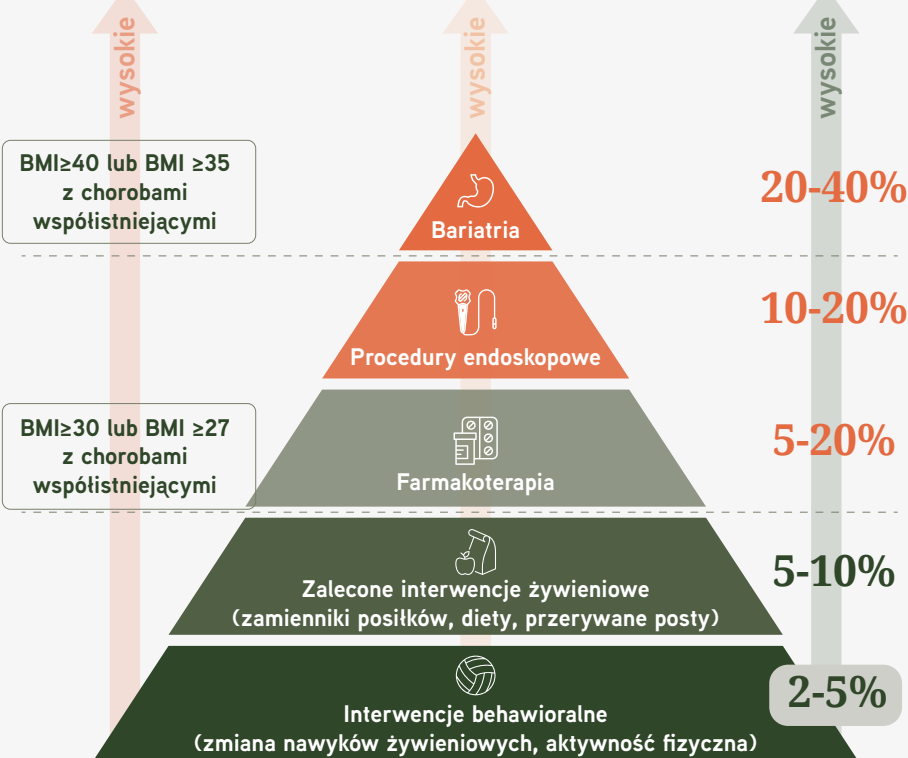 wysokie
wysokie
wysokie
BMI≥40 lub BMI ≥35
z chorobami
współistniejącymi
Bariatria
20-40%
Procedury endoskopowe
10-20%
BMI≥30 lub BMI ≥27
z chorobami
współistniejącymi
Farmakoterapia
5-20%
Zalecone interwencje żywieniowe
(zamienniki posiłków, diety, przerywane posty)
5-10%
Interwencje behawioralne
(zmiana nawyków żywieniowych, aktywność fizyczna)
2-5%